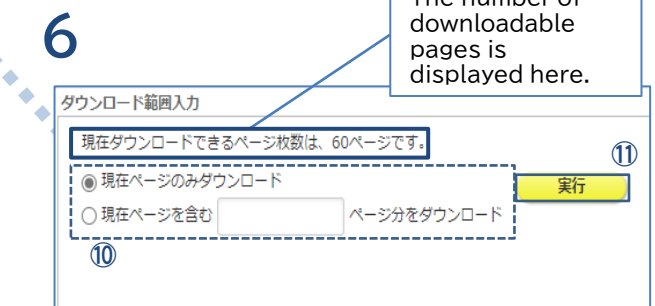 6
The number of
downloadable
pages is
displayed here.
ダウンロード範囲入力
現在ダウンロードできるページ枚数は、60ページです。
⑪
現在ページのみダウンロード
実行
現在ページを含む ページ分をダウンロード
⑩